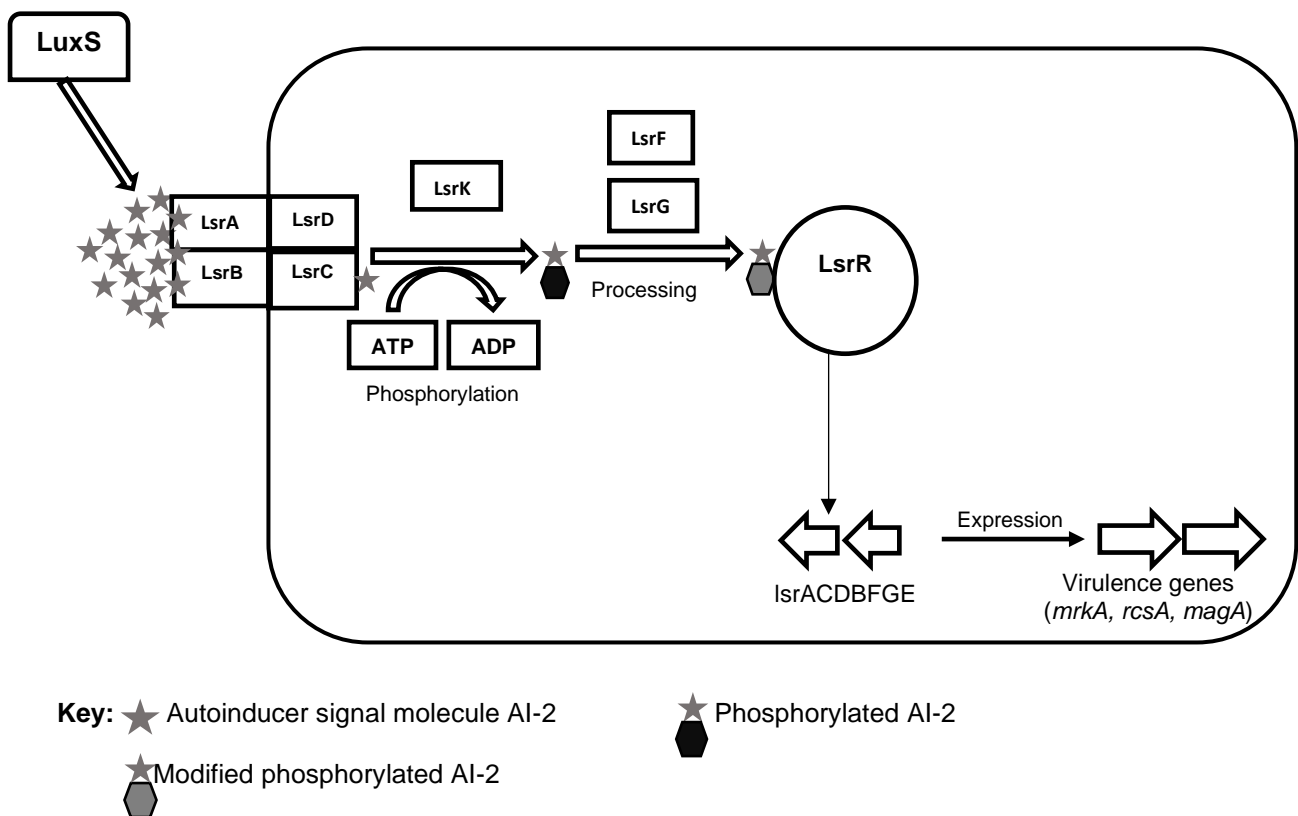 LuxS
LsrF
LsrK
LsrG
LsrA
LsrD
LsrB
LsrC
LsrR
Processing
ATP
ADP
Phosphorylation
Expression
lsrACDBFGE
Virulence genes
(mrkA, rcsA, magA)
Key: Autoinducer signal molecule AI-2
Phosphorylated AI-2
Modified phosphorylated AI-2